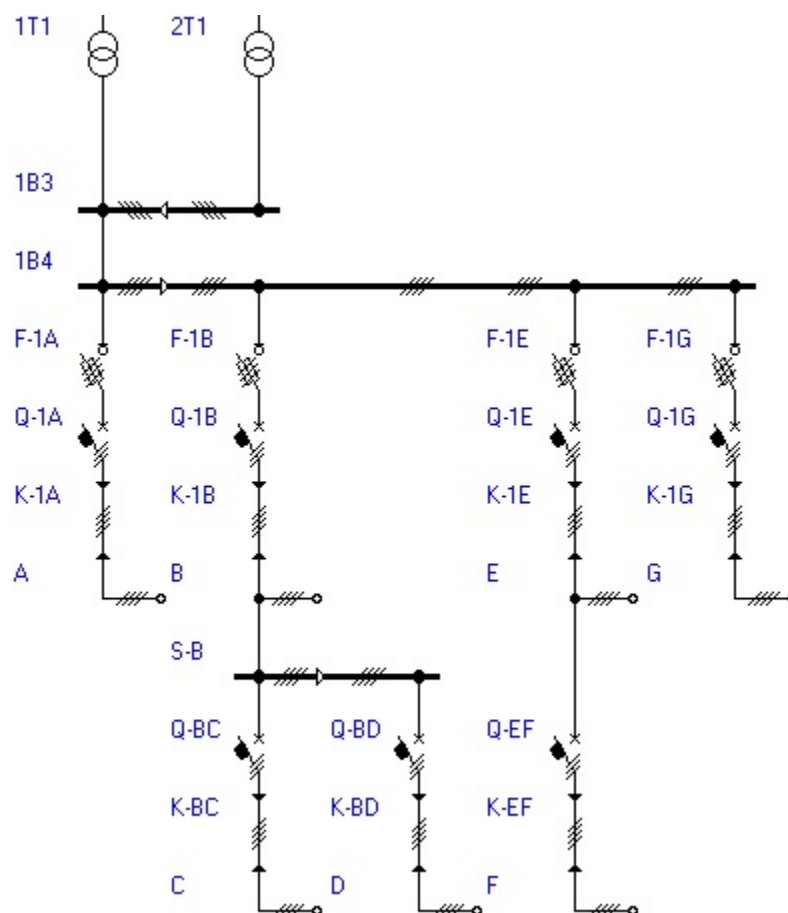 1T1 2T1
1B3
1B4
F-1A F-1B F-1E F-1G
Q-1A Q-1B Q-1E Q-1G
K-1A K-1B K-1E K-1G
A B E G
S-B
Q-BC Q-BD Q-EF
K-BC K-BD K-EF
C D F